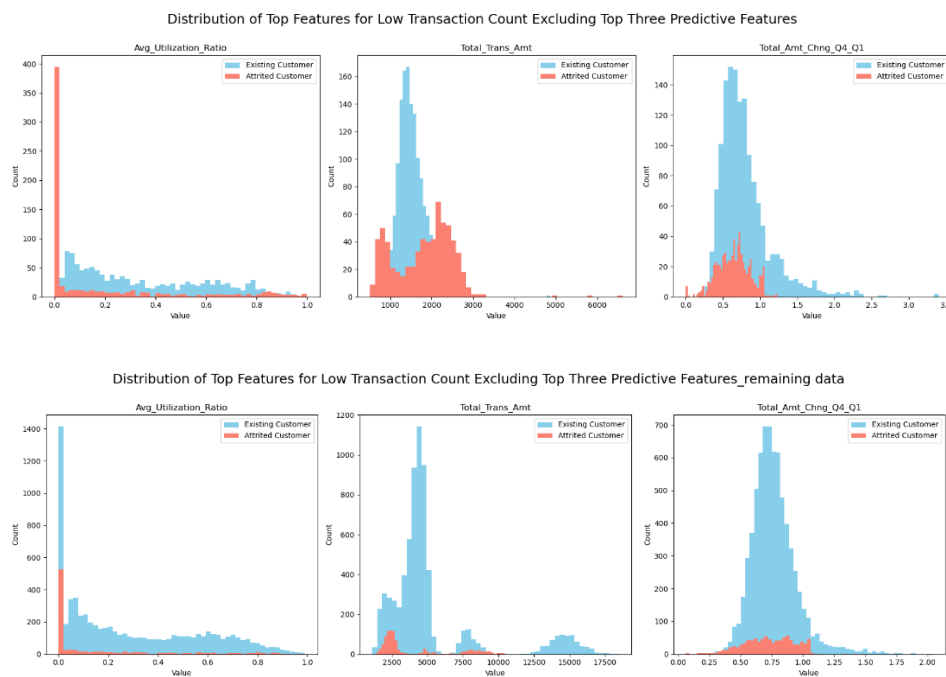 Distribution of Top Features for Low Transaction Count Excluding Top Three Predictive Features
Avg_Utilization_Ratio
Total_Trans_Amt
Total_Amt_Chng_Q4_Q1
Existing Customer
Attrited Customer
Existing Customer
Attrited Customer
Existing Customer
Attrited Customer
Count
400
350
300
250
200
150
100
50
0
0.0 0.2 0.4 0.6 0.8 1.0
Value
Count
160
140
120
100
80
60
40
20
0
1000 2000 3000 4000 5000 6000
Value
Count
140
120
100
80
60
40
20
0
0.0 0.5 1.0 1.5 2.0 2.5 3.0 3.
Value
Distribution of Top Features for Low Transaction Count Excluding Top Three Predictive Features_remaining data
Avg_Utilization_Ratio
Total_Trans_Amt
Total_Amt_Chng_Q4_Q1
Existing Customer
Attrited Customer
Existing Customer
Attrited Customer
Existing Customer
Attrited Customer
Count
1400
1200
1000
800
600
400
200
0
0.0 0.2 0.4 0.6 0.8 1.0
Value
Count
1200
1000
800
600
400
200
0
2500 5000 7500 10000 12500 15000 17500
Value
Count
700
600
500
400
300
200
100
0
0.00 0.25 0.50 0.75 1.00 1.25 1.50 1.75 2.00
Value